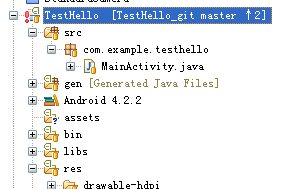 TestHello [TestHello_git master ↑2]
src
com.example.testhello
MainActivity.java
gen [Generated Java Files]
Android 4.2.2
assets
bin
libs
res
drawable-hdpi